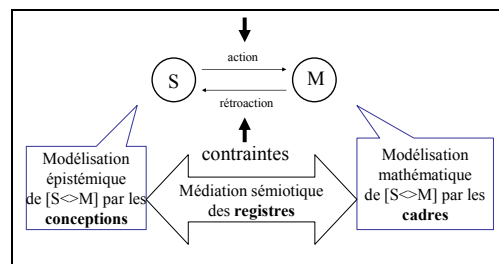 action
S
M
rétroaction
contraintes
Modélisation
épistémique
de [S<>M] par les
conceptions
Médiation sémiotique
des registres
Modélisation
mathématique
de [S<>M] par les
cadres